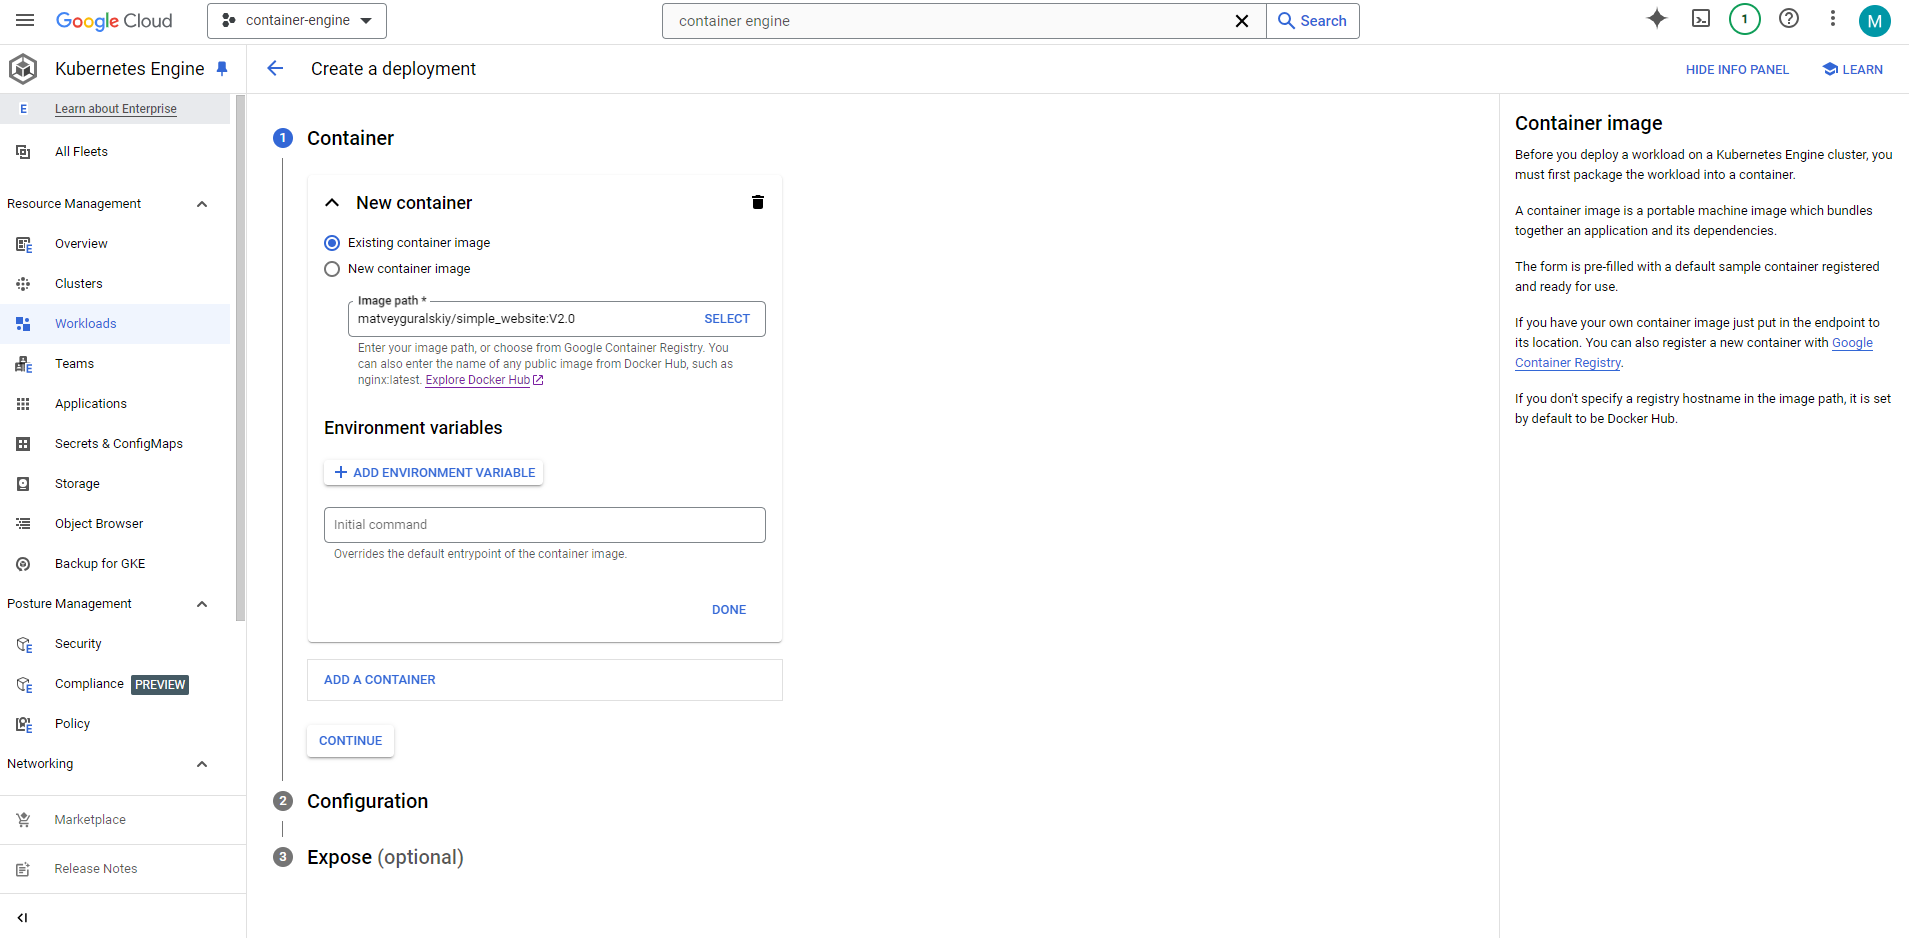 Google Cloud
container-engine
container engine
Search
1
M
Kubernetes Engine
Create a deployment
HIDE INFO PANEL
LEARN
E
Learn about Enterprise
All Fleets
Resource Management
Overview
Clusters
Workloads
Teams
Applications
Secrets & ConfigMaps
Storage
Object Browser
Backup for GKE
Posture Management
Security
Compliance PREVIEW
Policy
Networking
Marketplace
Release Notes
1
Container
New container
Existing container image
New container image
Image path *
matveyguralskiy/simple_website:V2.0
SELECT
Enter your image path, or choose from Google Container Registry. You
can also enter the name of any public image from Docker Hub, such as
nginx:latest. Explore Docker Hub
Environment variables
ADD ENVIRONMENT VARIABLE
Initial command
Overrides the default entrypoint of the container image.
DONE
ADD A CONTAINER
CONTINUE
2
Configuration
3
Expose (optional)
Container image
Before you deploy a workload on a Kubernetes Engine cluster, you
must first package the workload into a container.
A container image is a portable machine image which bundles
together an application and its dependencies.
The form is pre-filled with a default sample container registered
and ready for use.
If you have your own container image just put in the endpoint to
its location. You can also register a new container with Google
Container Registry.
If you don't specify a registry hostname in the image path, it is set
by default to be Docker Hub.